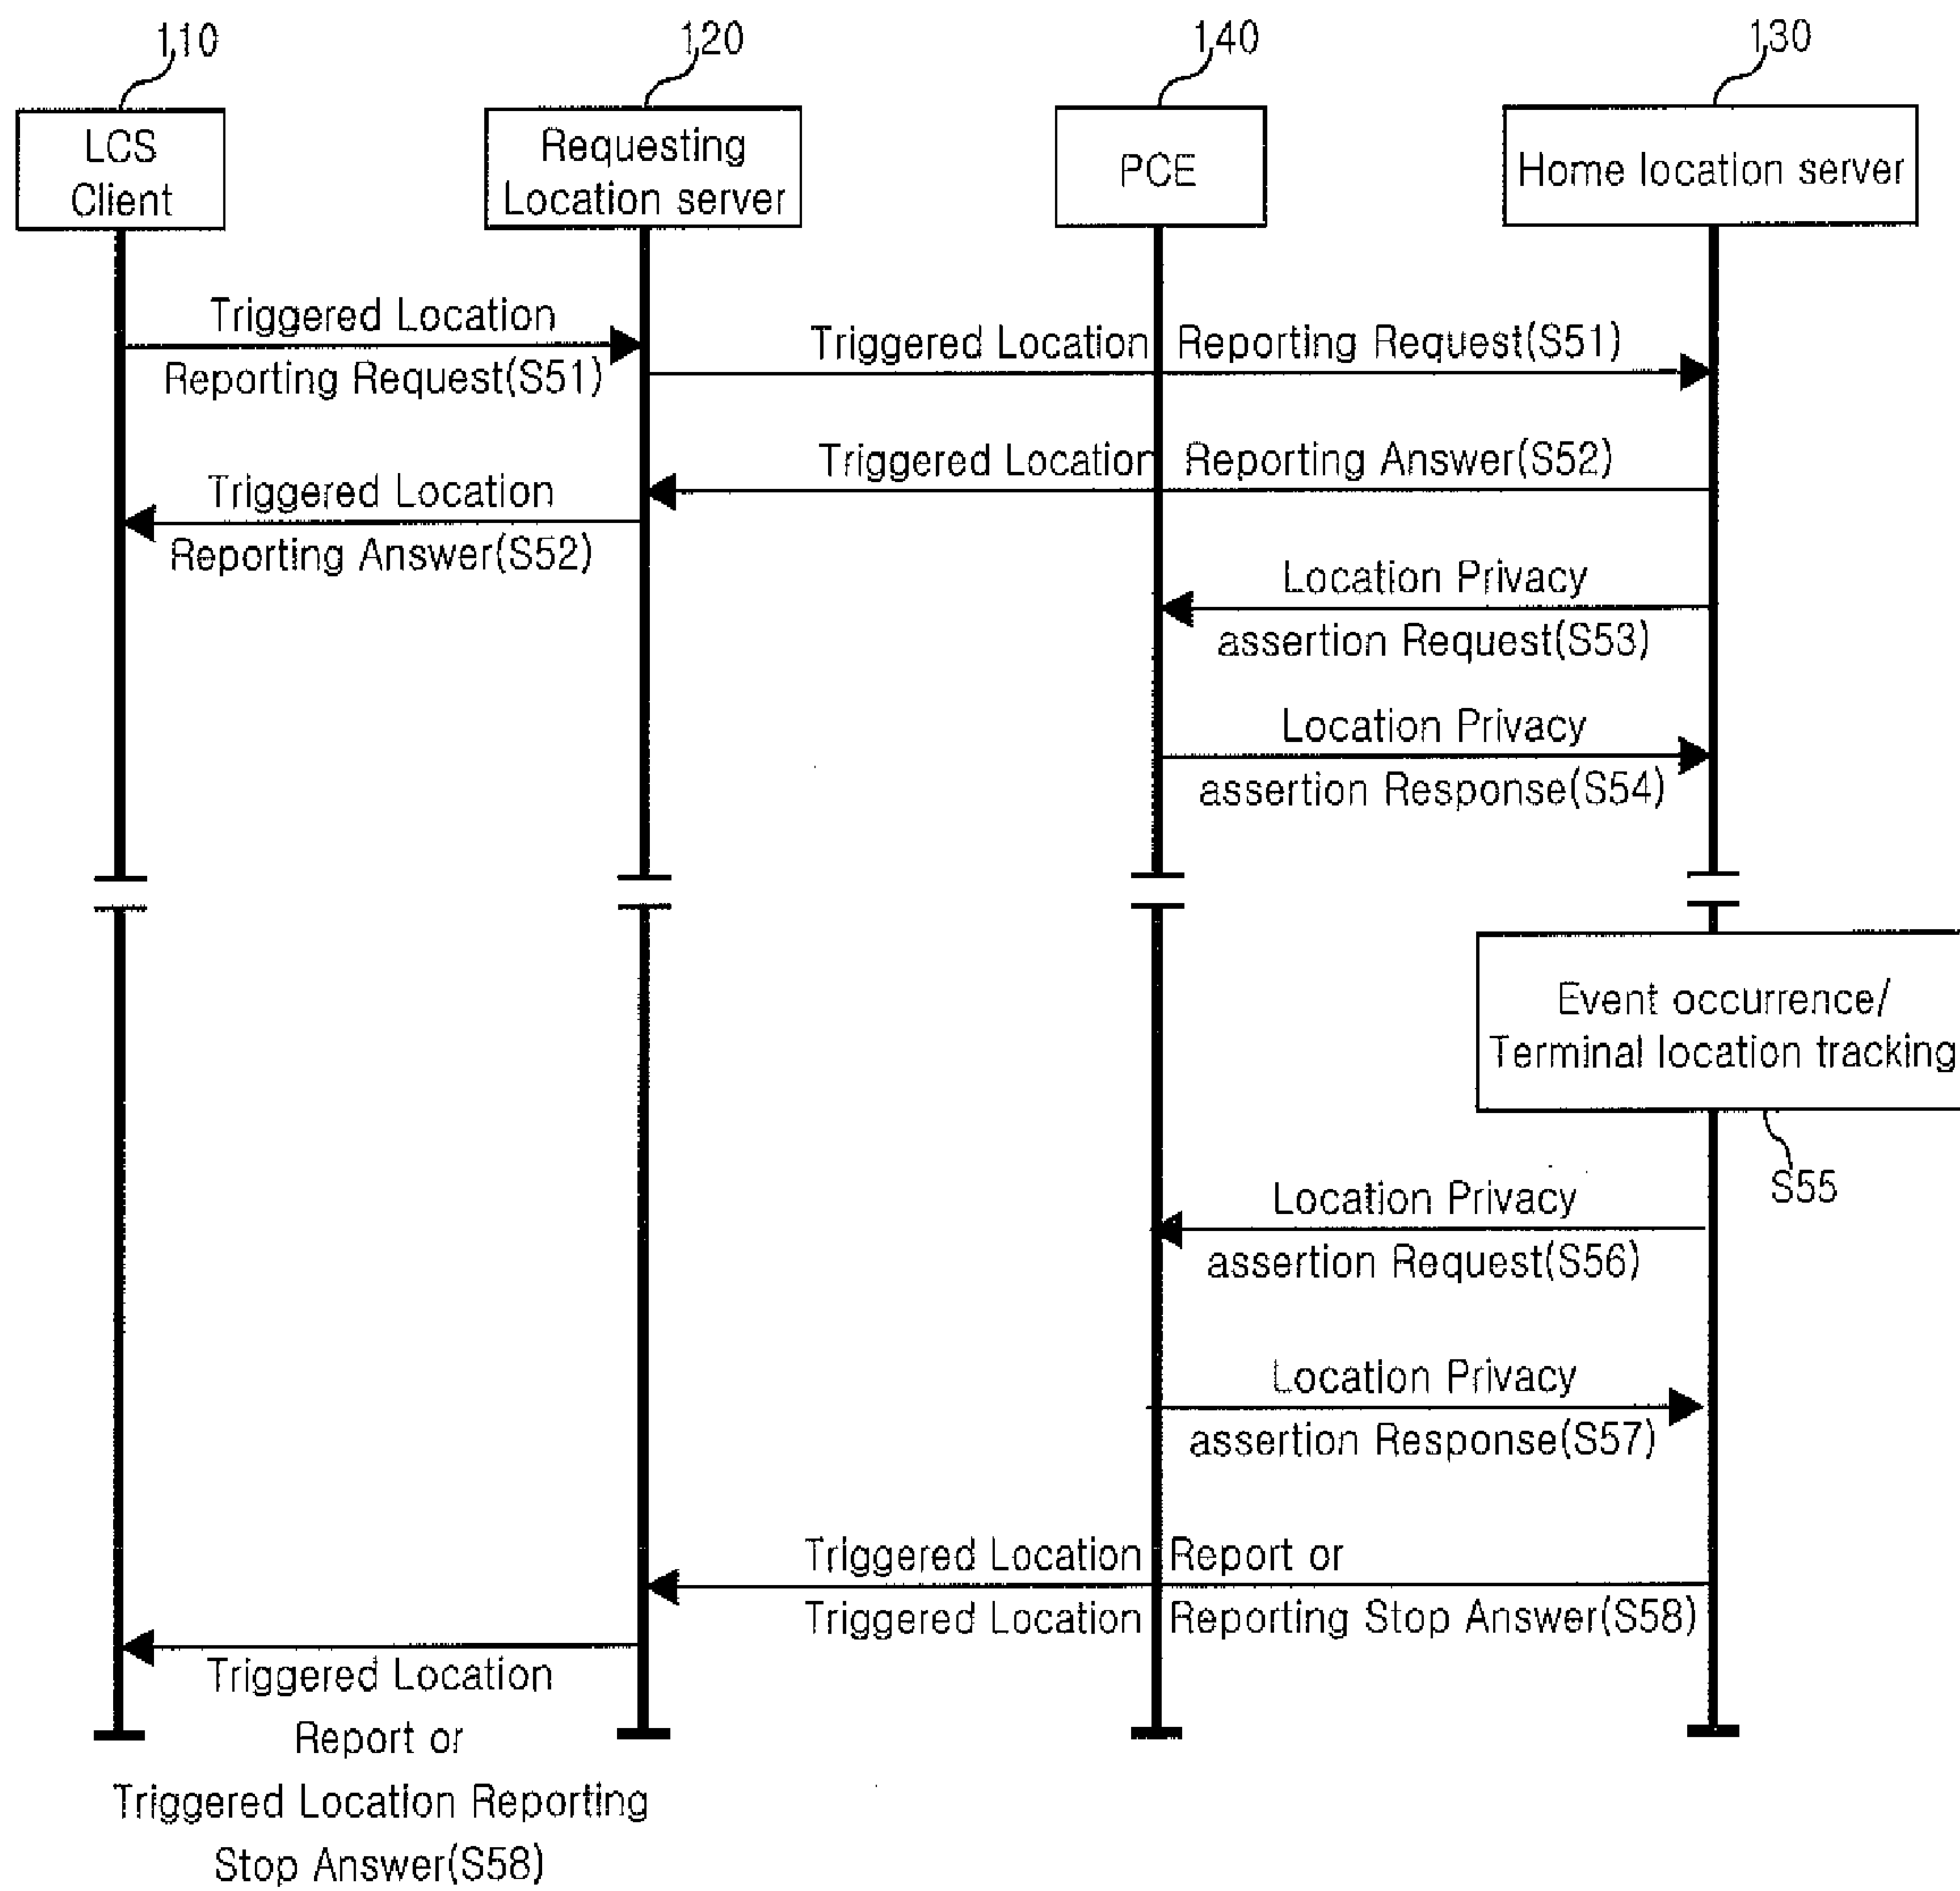 110
120
140
130
LCS
Client
Requesting
Location server
PCE
Home location server
Triggered Location
Reporting Request(S51)
Triggered Location Reporting Request(S51)
Triggered Location Reporting Answer(S52)
Triggered Location
Reporting Answer(S52)
Location Privacy
assertion Request(S53)
Location Privacy
assertion Response(S54)
Event occurrence/
Terminal location tracking
S55
Location Privacy
assertion Request(S56)
Location Privacy
assertion Response(S57)
Triggered Location Report or
Triggered Location Reporting Stop Answer(S58)
Triggered Location
Report or
Triggered Location Reporting
Stop Answer(S58)